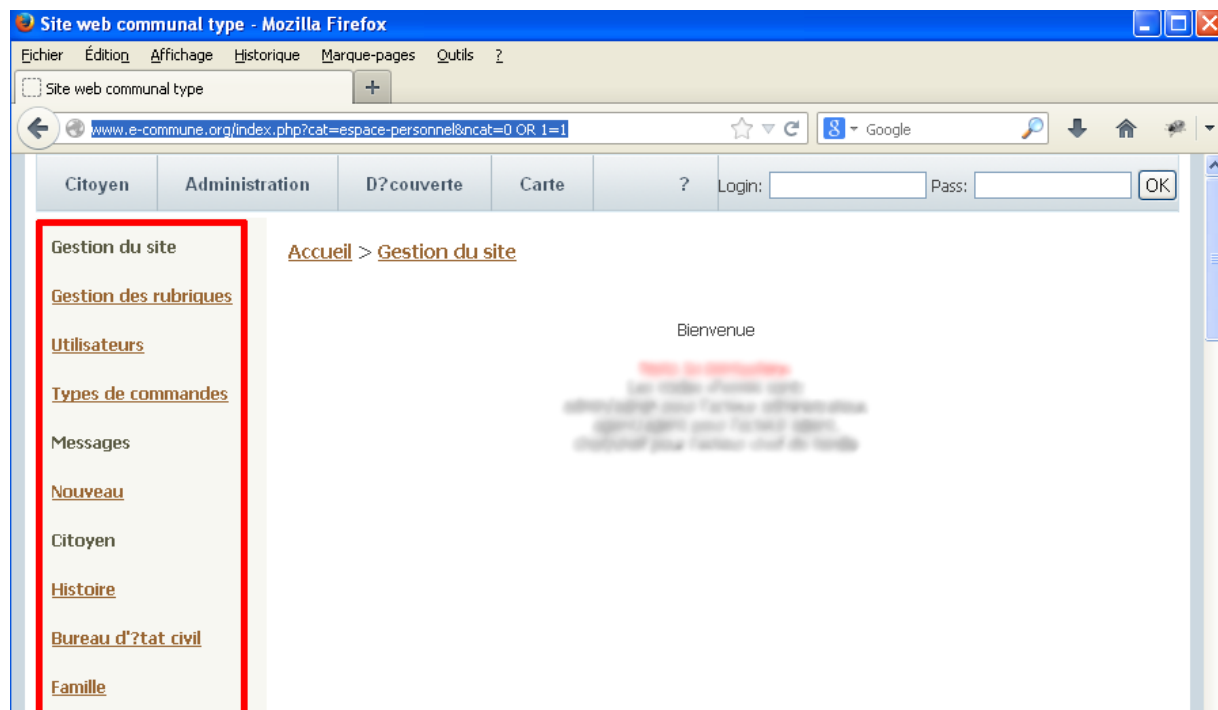 Site web communal type - Mozilla Firefox
Fichier Édition Affichage Historique Marque-pages Outils ?
Site web communal type +
www.e-commune.org/index.php?cat=espace-personnel&ncat=0 OR 1=1 8 Google
Citoyen Administration D?couverte Carte ? Login: Pass: OK
Gestion du site
Accueil > Gestion du site
Gestion des rubriques
Bienvenue
Utilisateurs
Types de commandes
Messages
Nouveau
Citoyen
Histoire
Bureau d'?tat civil
Famille